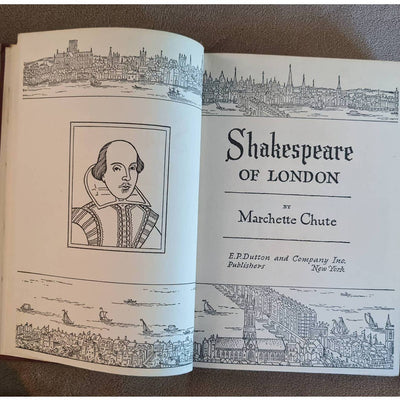 Shakespeare
OF LONDON
BY
Marchette Chute
E.P.Dutton and Company Inc.
Publishers New York